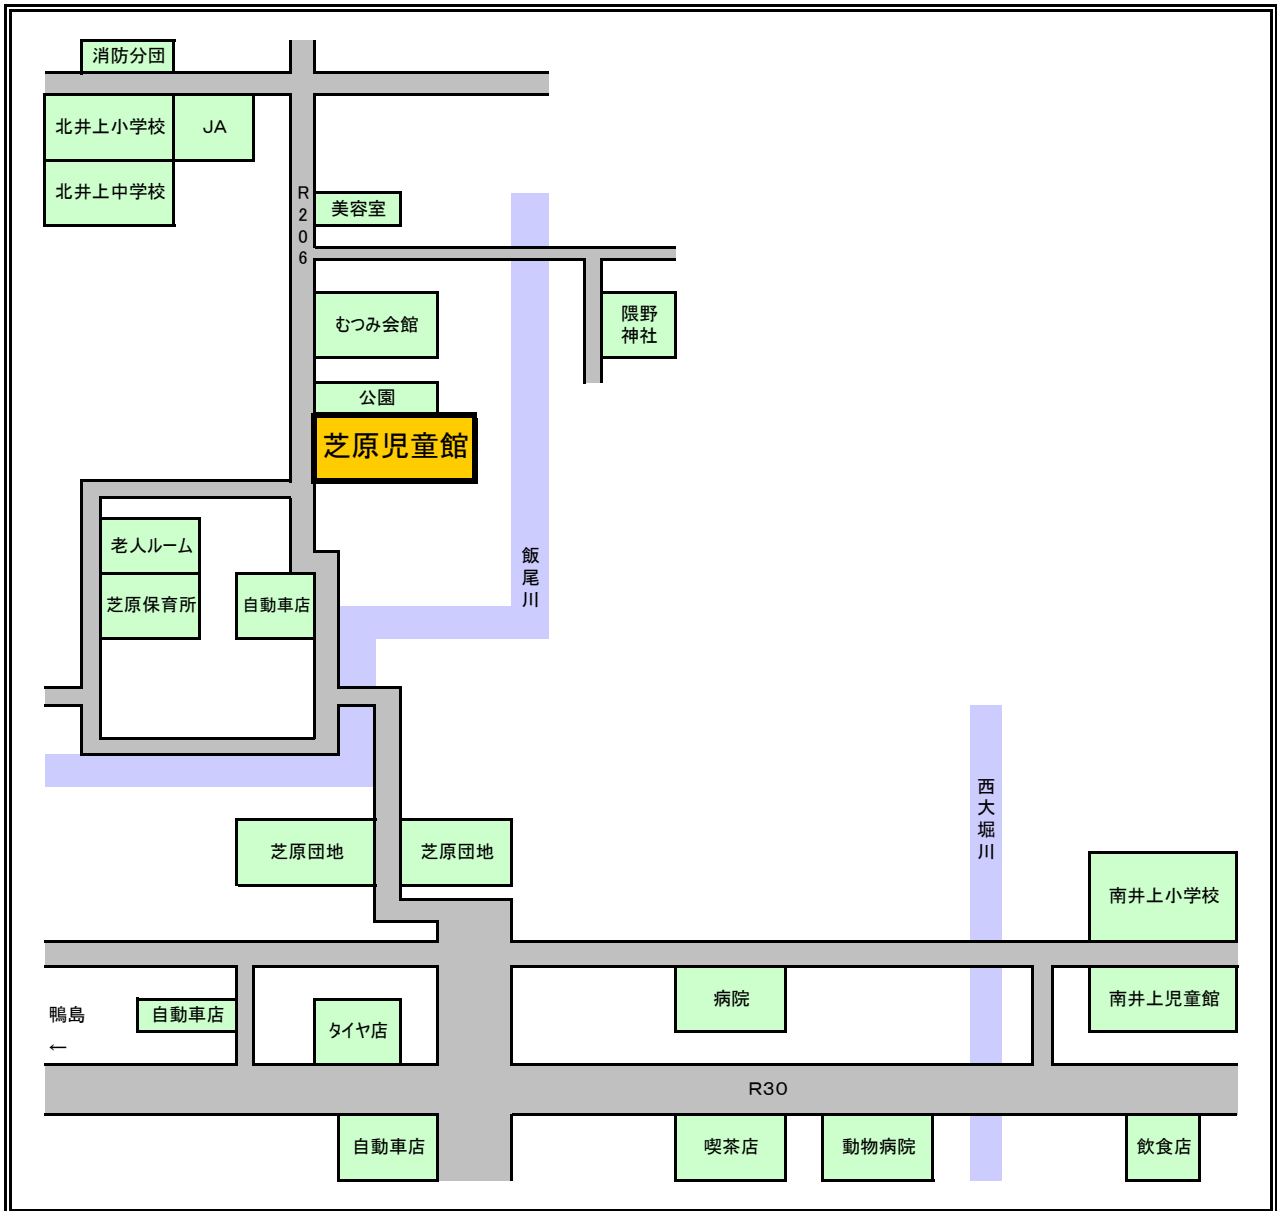 消防分団
北井上小学校
JA
北井上中学校
R206
美容室
むつみ会館
隈野
神社
公園
芝原児童館
老人ルーム
芝原保育所
自動車店
飯尾川
西大堀川
芝原団地
芝原団地
南井上小学校
鴨島
←
自動車店
タイヤ店
病院
南井上児童館
R30
自動車店
喫茶店
動物病院
飲食店